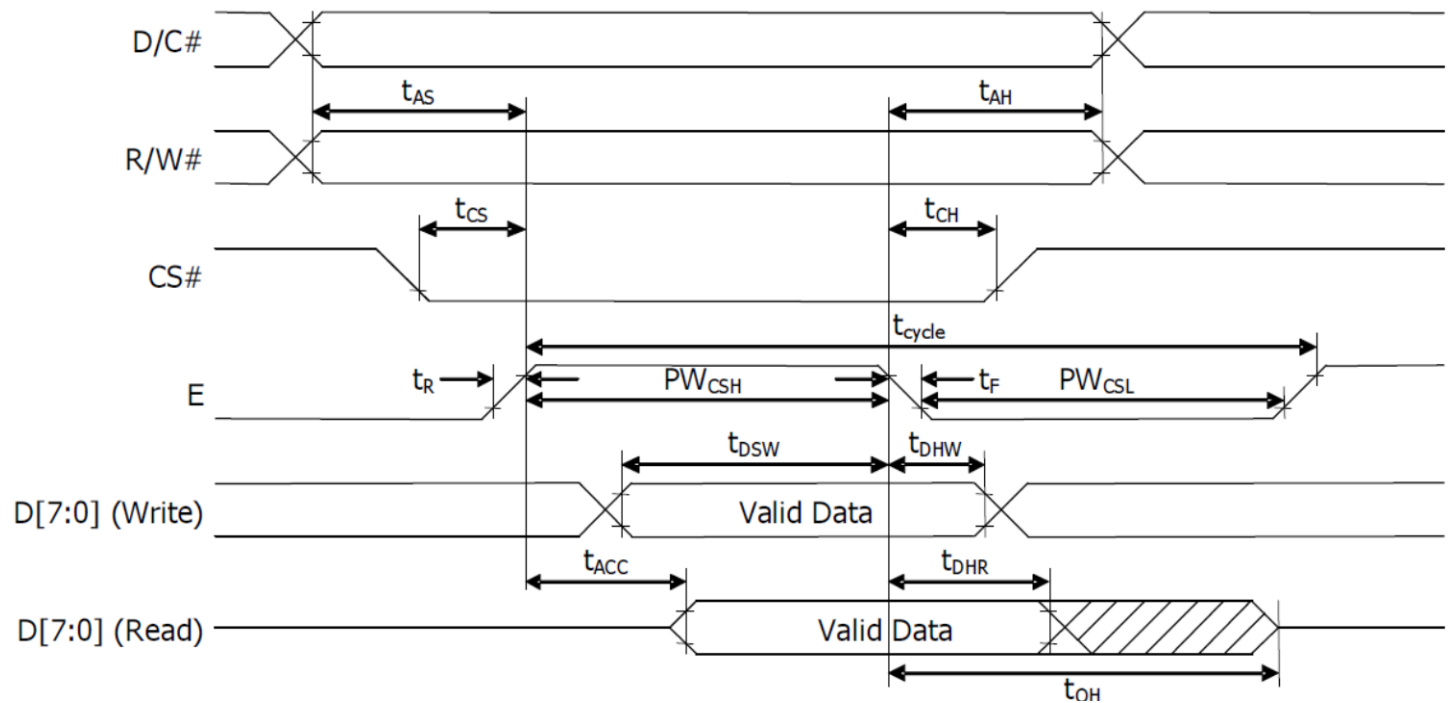 D/C#
tAS
tAH
R/W#
tCS
tCH
CS#
tcycle
tR
PWCSH
tF
PWCSL
E
tDSW
tDHW
D[7:0] (Write)
Valid Data
tACC
tDHR
D[7:0] (Read)
Valid Data
tOH